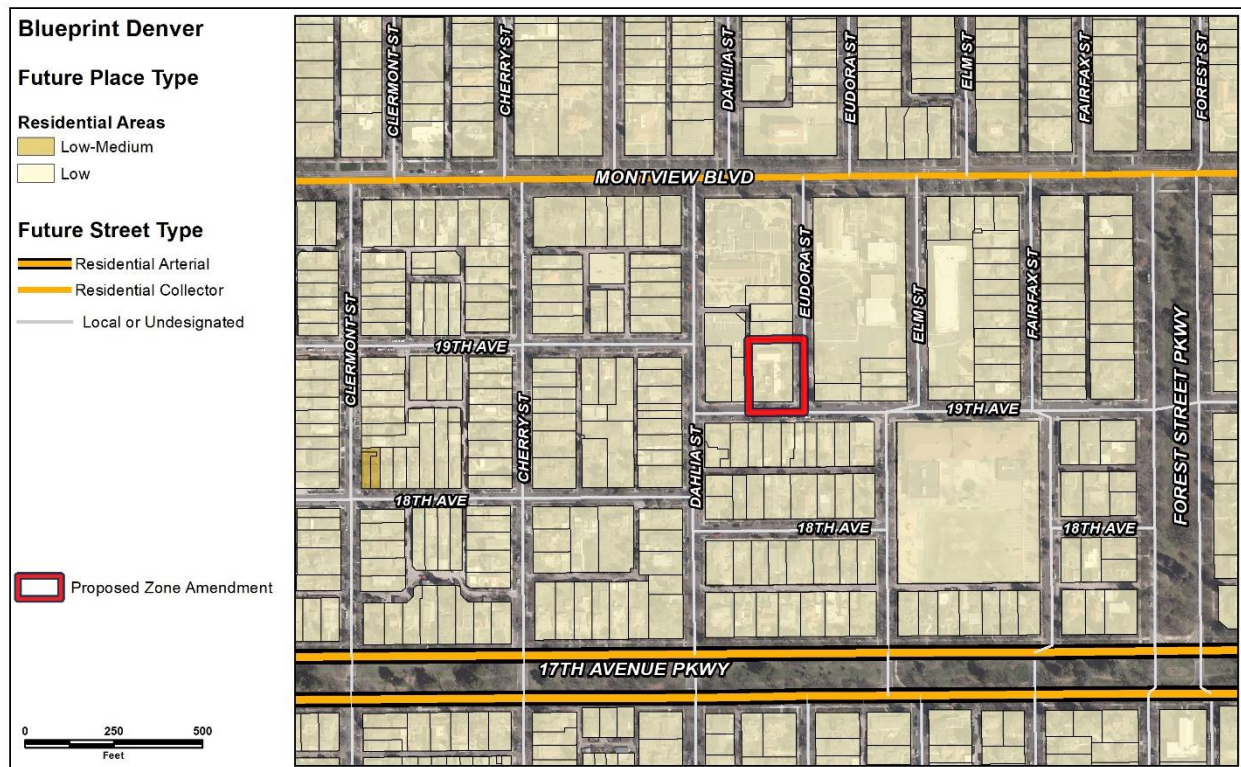 Blueprint Denver
Future Place Type
Residential Areas
Low-Medium
Low
Future Street Type
Residential Arterial
Residential Collector
Local or Undesignated
Proposed Zone Amendment
0 250 500
Feet
CLERMONT ST
CHERRY ST
DAHLIA ST
EUDORA ST
ELM ST
FAIRFAX ST
FOREST ST
MONTVIEW BLVD
EUDORA ST
ELM ST
FAIRFAX ST
CLERMONT ST
19TH AVE
FOREST STREET PKWY
CHERRY ST
DAHLIA ST
19TH AVE
18TH AVE
18TH AVE
18TH AVE
17TH AVENUE PKWY